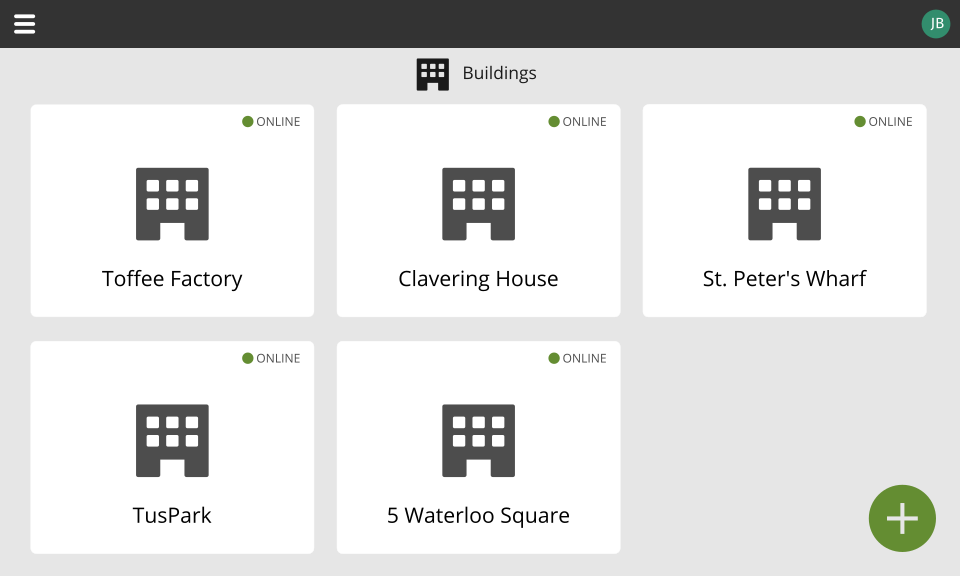 JB
Buildings
ONLINE
Toffee Factory
ONLINE
Clavering House
ONLINE
St. Peter's Wharf
ONLINE
TusPark
ONLINE
5 Waterloo Square